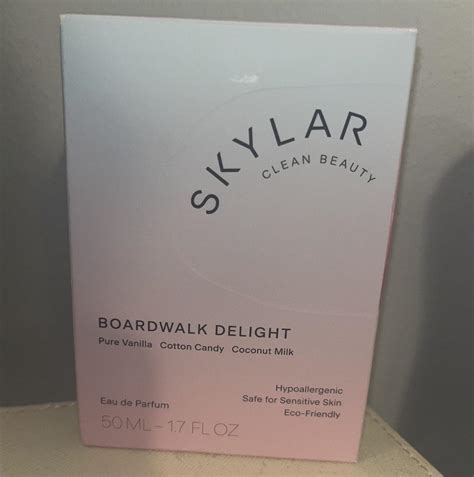 SKYLAR
CLEAN BEAUTY
BOARDWALK DELIGHT
Pure Vanilla Cotton Candy Coconut Milk
Hypoallergenic
Safe for Sensitive Skin
Eco-Friendly
Eau de Parfum
50 ML – 1.7 FL OZ